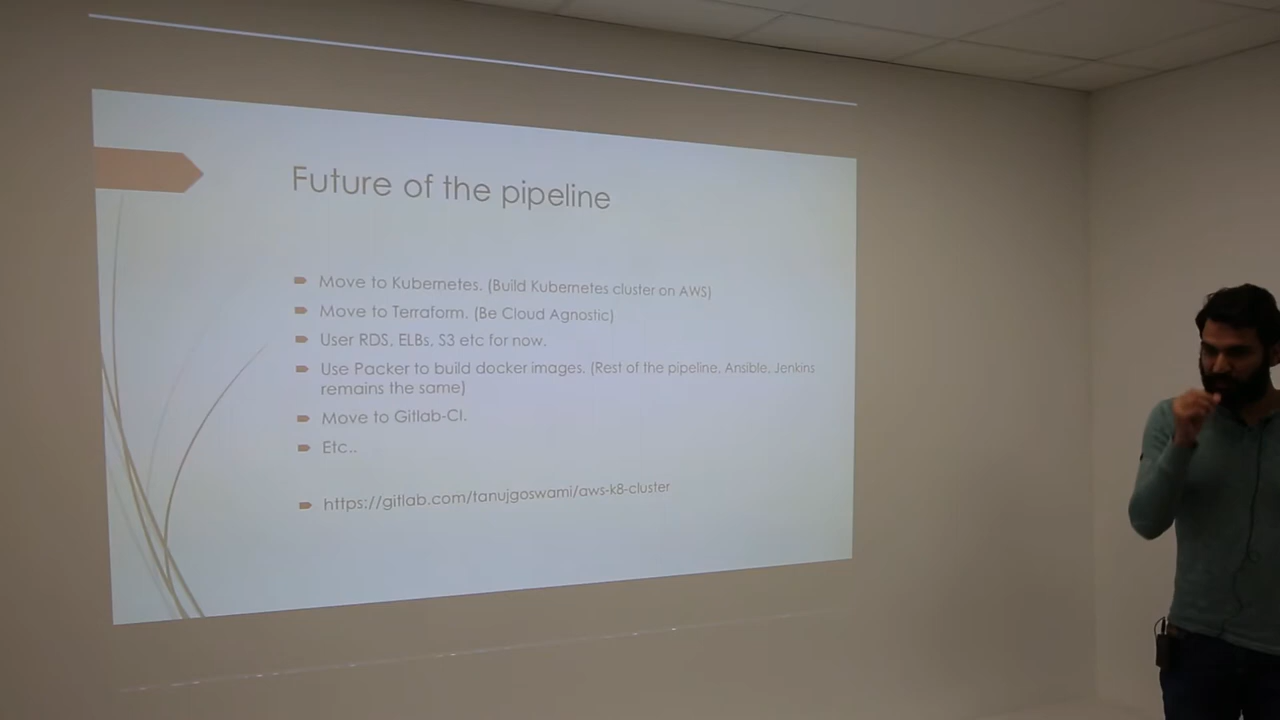 Future of the pipeline
Move to Kubernetes. (Build Kubernetes cluster on AWS)
Move to Terraform. (Be Cloud Agnostic)
User RDS, ELBs, S3 etc for now.
Use Packer to build docker images. (Rest of the pipeline, Ansible, Jenkins
remains the same)
Move to Gitlab-CI.
Etc..
https://gitlab.com/tanujgoswami/aws-k8-cluster